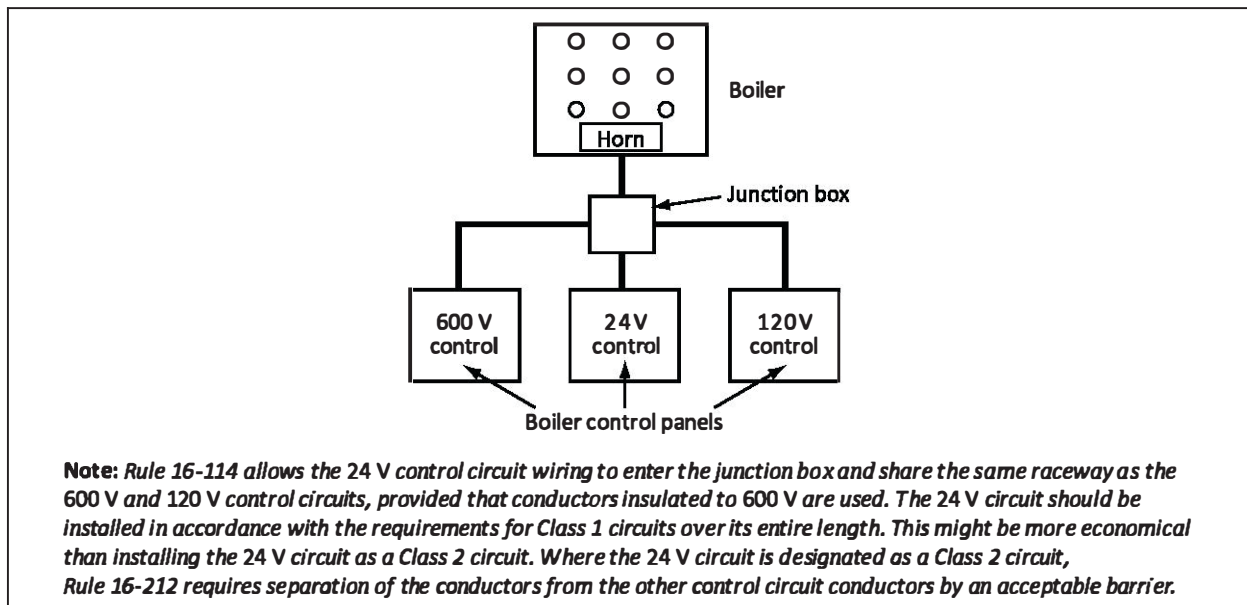 Boiler
Horn
Junction box
600 V
control
24 V
control
120 V
control
Boiler control panels
Note: Rule 16-114 allows the 24 V control circuit wiring to enter the junction box and share the same raceway as the
600 V and 120 V control circuits, provided that conductors insulated to 600 V are used. The 24 V circuit should be
installed in accordance with the requirements for Class 1 circuits over its entire length. This might be more economical
than installing the 24 V circuit as a Class 2 circuit. Where the 24 V circuit is designated as a Class 2 circuit,
Rule 16-212 requires separation of the conductors from the other control circuit conductors by an acceptable barrier.